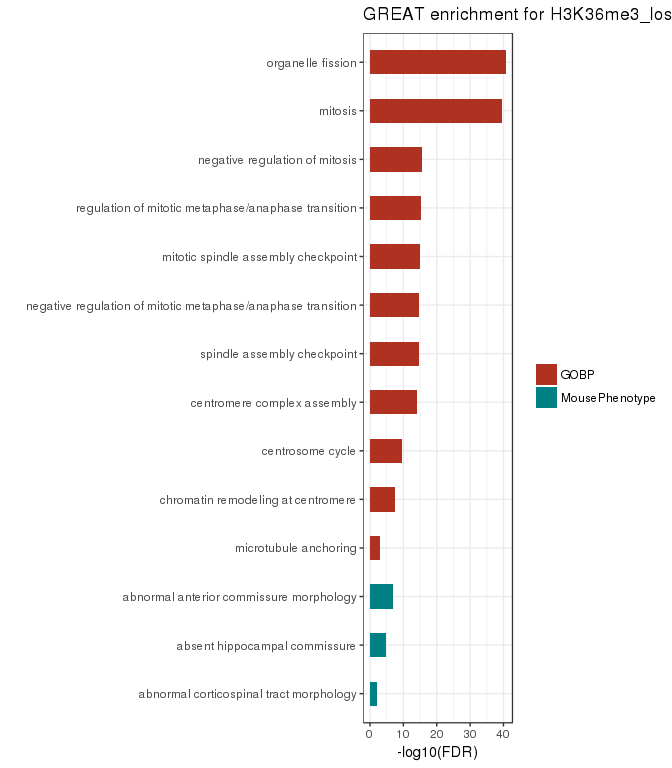 GREAT enrichment for H3K36me3_los
organelle fission
mitosis
negative regulation of mitosis
regulation of mitotic metaphase/anaphase transition
mitotic spindle assembly checkpoint
negative regulation of mitotic metaphase/anaphase transition
spindle assembly checkpoint
centromere complex assembly
centrosome cycle
chromatin remodeling at centromere
microtubule anchoring
abnormal anterior commissure morphology
absent hippocampal commissure
abnormal corticospinal tract morphology
0 10 20 30 40
-log10(FDR)
GOBP
MousePhenotype